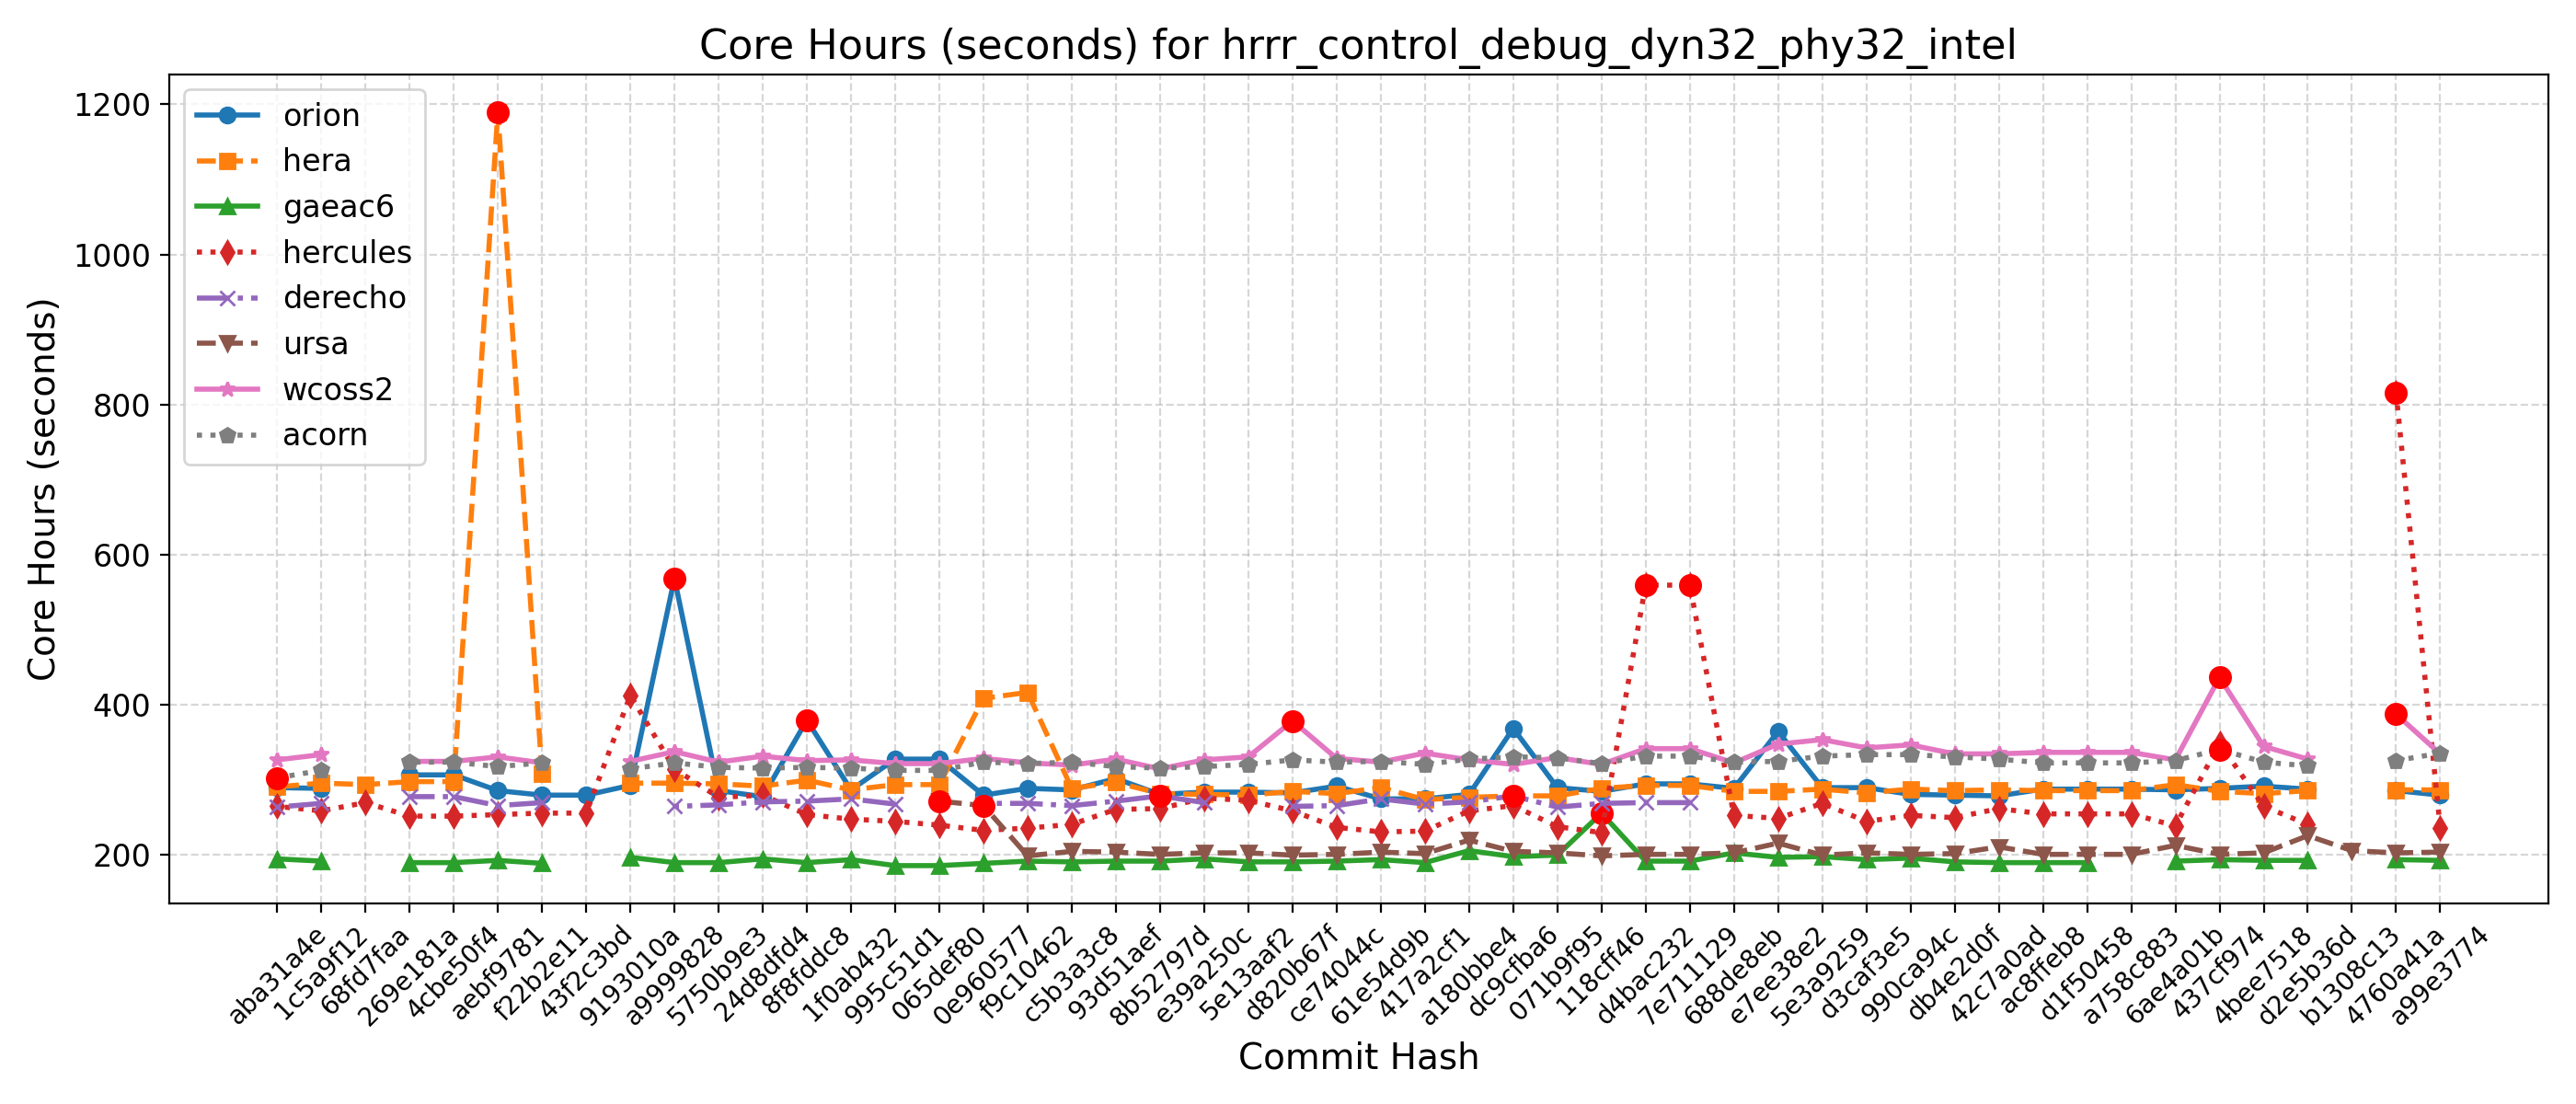 Core Hours (seconds) for hrrr_control_debug_dyn32_phy32_intel
Core Hours (seconds)
1200
1000
800
600
400
200
orion
hera
gaeac6
hercules
derecho
ursa
wcoss2
acorn
aba31a4e
1c5a9f12
68fd7faa
269e181a
4cbe50f4
aebf9781
f22b2e11
43f2c3bd
9193010a
a9999828
5750b9e3
24d8dfd4
8f8fddc8
1f0ab432
995c51d1
065def80
0e960577
f9c10462
c5b3a3c8
93d51aef
8b52797d
e39a250c
5e13aaf2
d820b67f
ce74044c
61e54d9b
417a2cf1
a180bbe4
dc9cfba6
071b9f95
118cff46
d4bac232
7e711129
688de8eb
e7ee38e2
5e3a9259
d3caf3e5
990ca94c
db4e2d0f
42c7a0ad
ac8ffeb8
d1f50458
a758c883
6ae4a01b
437cf974
4bee7518
d2e5b36d
b1308c13
4760a41a
a99e3774
Commit Hash